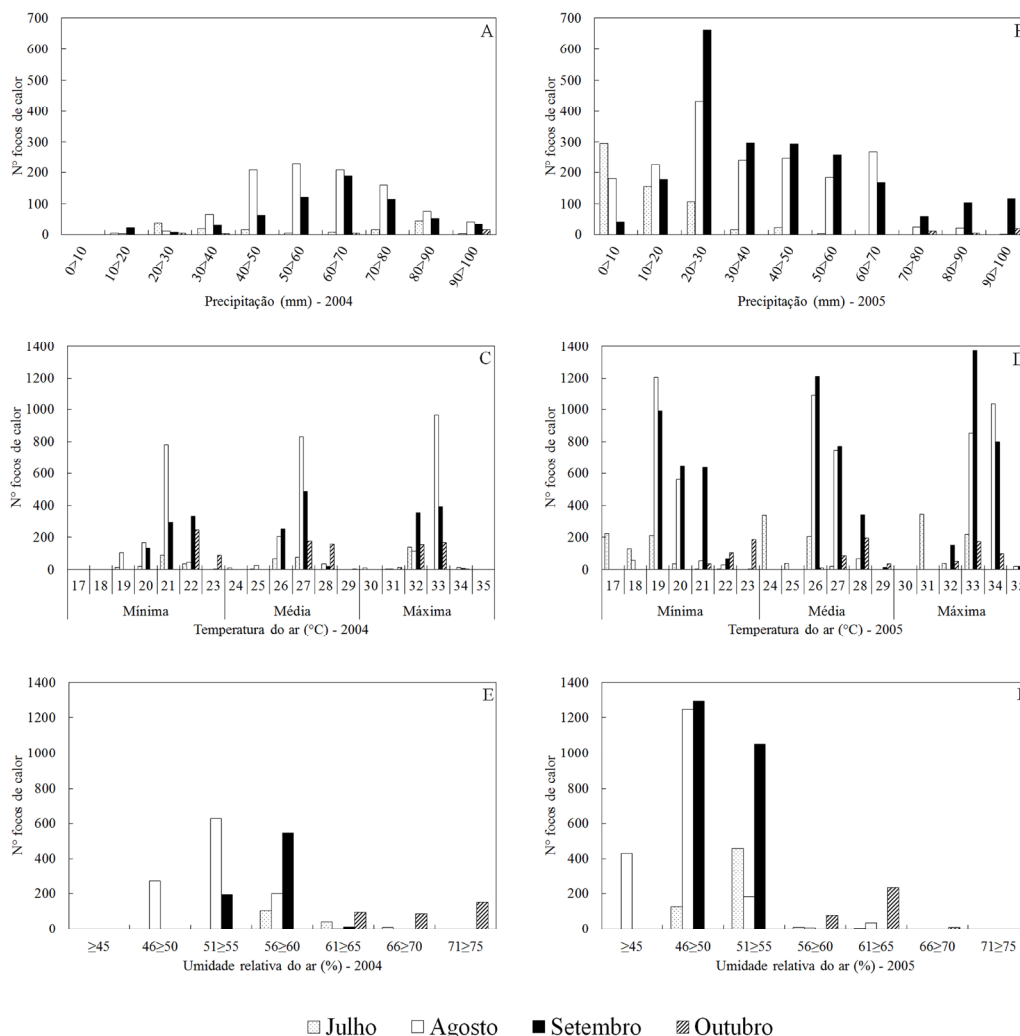 700
600
500
400
300
200
100
0
N° focos de calor
A
0>10
10>20
20>30
30>40
40>50
50>60
60>70
70>80
80>90
90>100
Precipitação (mm) - 2004
700
600
500
400
300
200
100
0
N° focos de calor
0>10
10>20
20>30
30>40
40>50
50>60
60>70
70>80
80>90
90>100
Precipitação (mm) - 2005
1400
1200
1000
800
600
400
200
0
N° focos de calor
C
17 18 19 20 21 22 23 24 25 26 27 28 29 30 31 32 33 34 35
Mínima Média Máxima
Temperatura do ar (°C) - 2004
1400
1200
1000
800
600
400
200
0
N° focos de calor
D
17 18 19 20 21 22 23 24 25 26 27 28 29 30 31 32 33 34 35
Mínima Média Máxima
Temperatura do ar (°C) - 2005
1400
1200
1000
800
600
400
200
0
N° focos de calor
E
≥45 46≥50 51≥55 56≥60 61≥65 66≥70 71≥75
Umidade relativa do ar (%) - 2004
1400
1200
1000
800
600
400
200
0
N° focos de calor
≥45 46≥50 51≥55 56≥60 61≥65 66≥70 71≥75
Umidade relativa do ar (%) - 2005
Julho Agosto Setembro Outubro